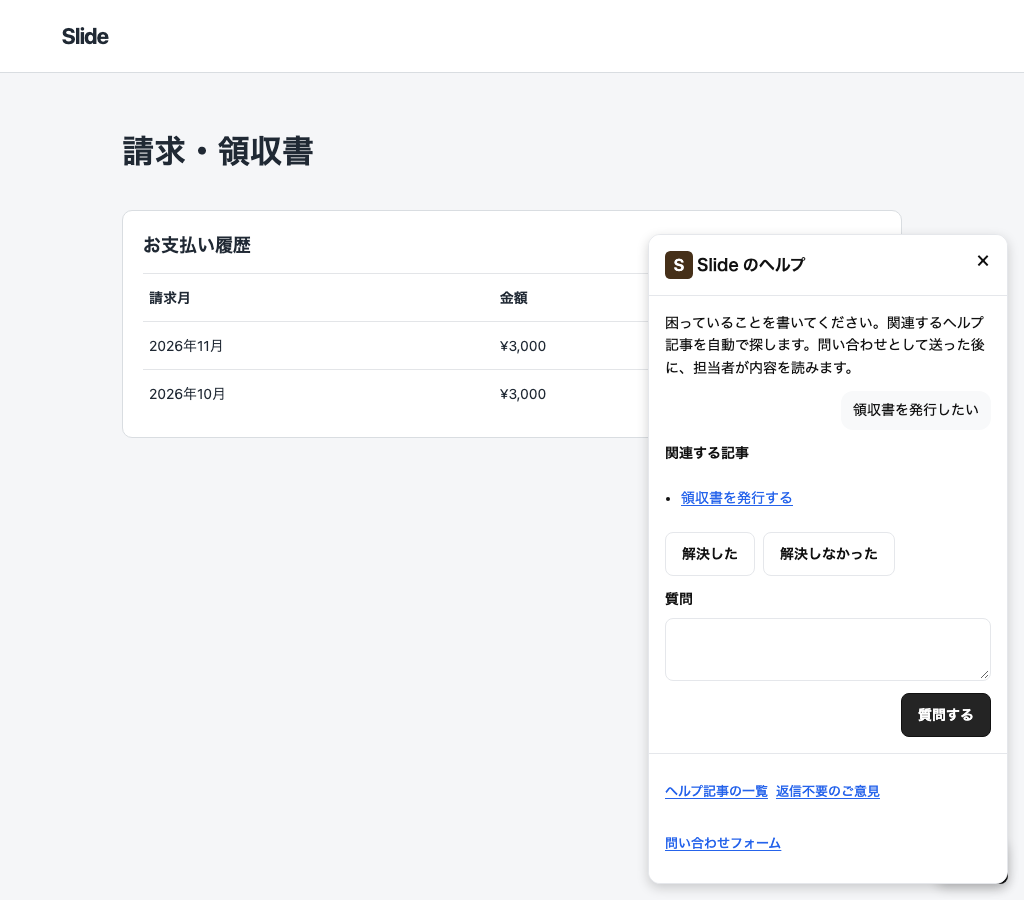 Slide
請求・領収書
お支払い履歴
請求月 金額
2026年11月 ¥3,000
2026年10月 ¥3,000
S Slide のヘルプ ×
困っていることを書いてください。関連するヘルプ
記事を自動で探します。問い合わせとして送った後
に、担当者が内容を読みます。
領収書を発行したい
関連する記事
• 領収書を発行する
解決した 解決しなかった
質問
質問する
ヘルプ記事の一覧 返信不要のご意見
問い合わせフォーム